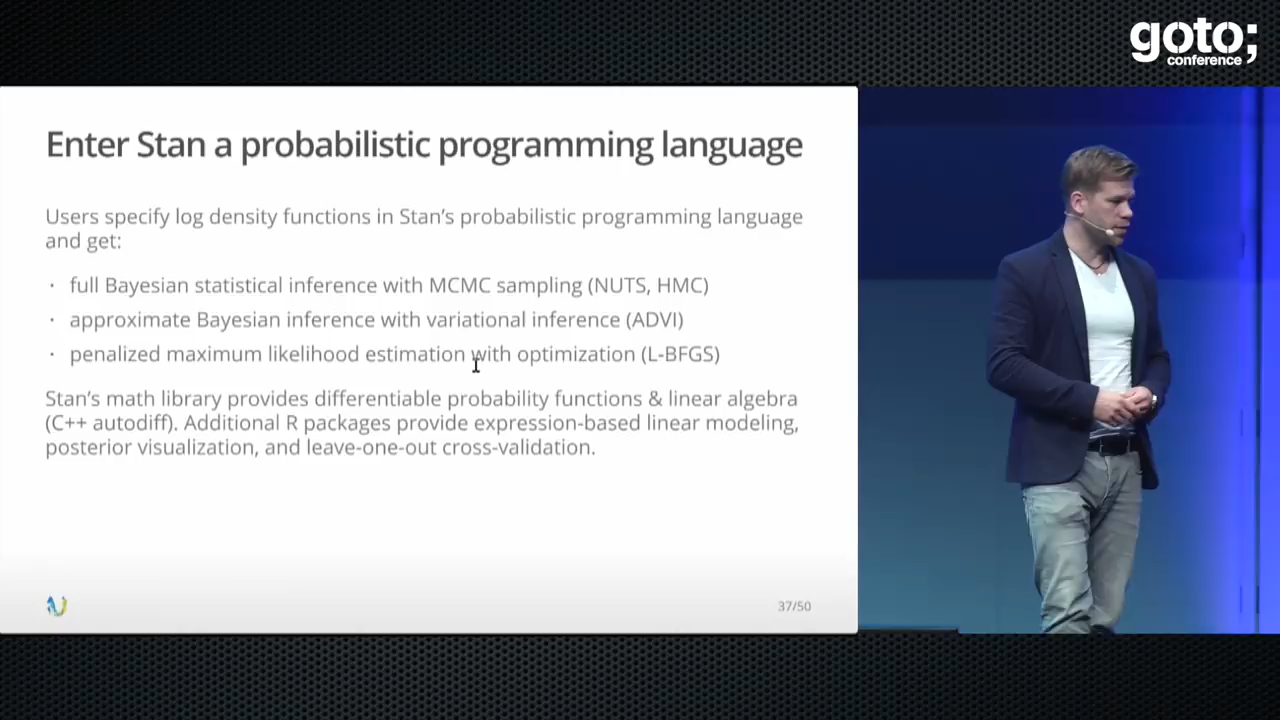 goto;
conference
Enter Stan a probabilistic programming language
Users specify log density functions in Stan's probabilistic programming language
and get:
· full Bayesian statistical inference with MCMC sampling (NUTS, HMC)
· approximate Bayesian inference with variational inference (ADVI)
· penalized maximum likelihood estimation with optimization (L-BFGS)
Stan's math library provides differentiable probability functions & linear algebra
(C++ autodiff). Additional R packages provide expression-based linear modeling,
posterior visualization, and leave-one-out cross-validation.
37/50